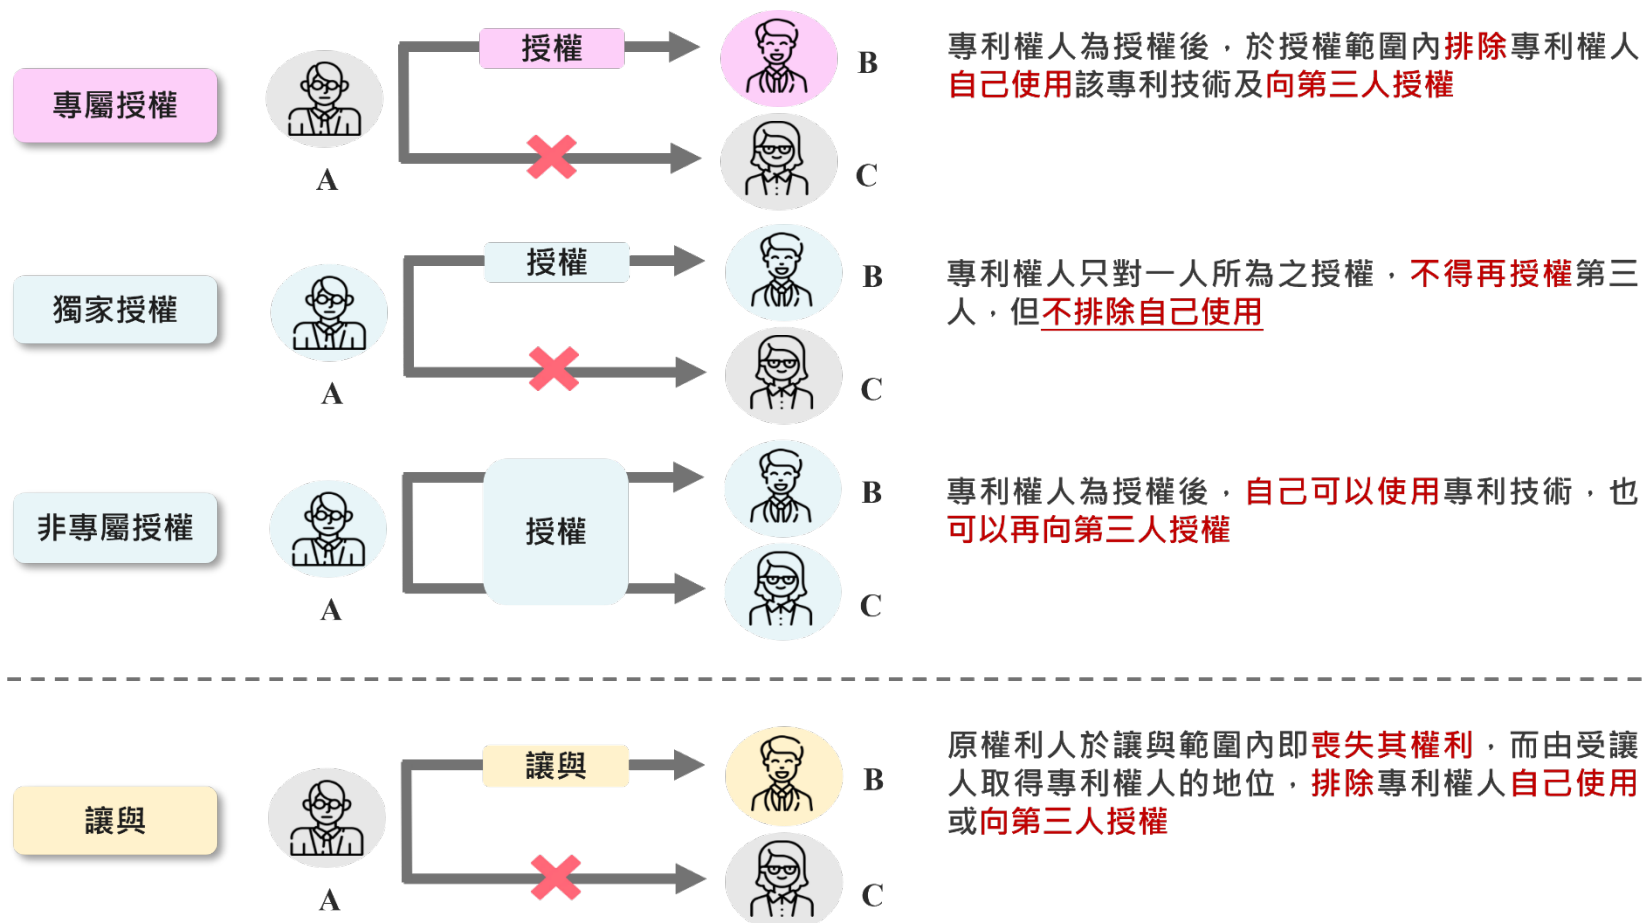 專屬授權
A
授權
B
C
專利權人為授權後，於授權範圍內排除專利權人
自己使用該專利技術及向第三人授權
獨家授權
A
授權
B
C
專利權人只對一人所為之授權，不得再授權第三
人，但不排除自己使用
非專屬授權
A
授權
B
C
專利權人為授權後，自己可以使用專利技術，也
可以再向第三人授權
讓與
A
讓與
B
C
原權利人於讓與範圍內即喪失其權利，而由受讓
人取得專利權人的地位，排除專利權人自己使用
或向第三人授權